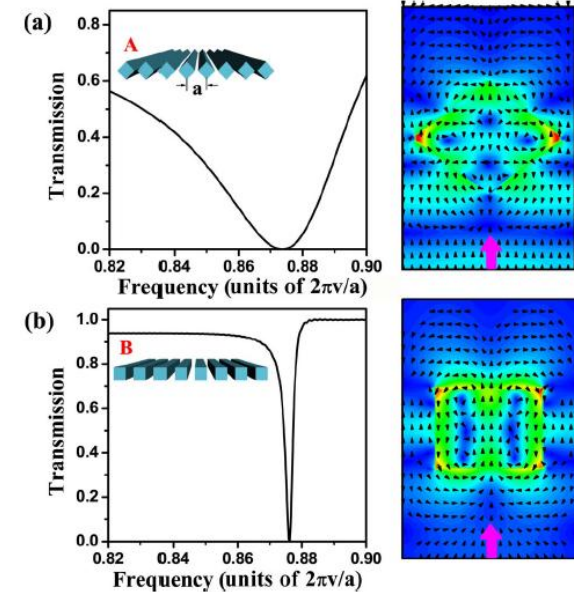 (a)
A
a
Transmission
0.8
0.6
0.4
0.2
0.0
0.82 0.84 0.86 0.88 0.90
Frequency (units of 2πv/a)
(b)
B
Transmission
1.0
0.8
0.6
0.4
0.2
0.0
0.82 0.84 0.86 0.88 0.90
Frequency (units of 2πv/a)